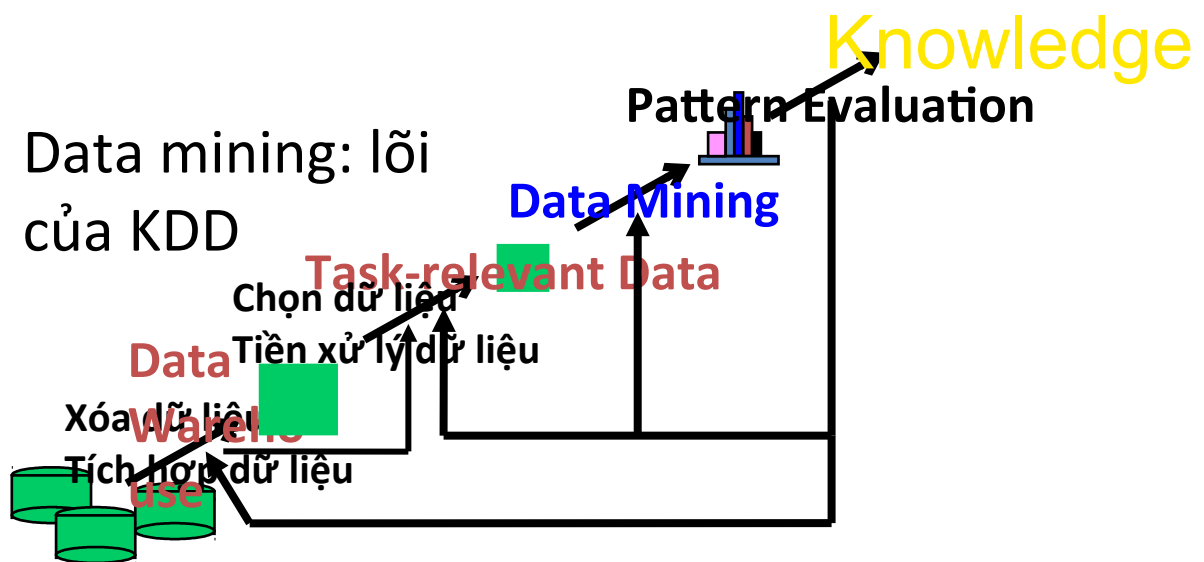 Knowledge
Pattern Evaluation
Data mining: lõi
của KDD
Data Mining
Task-relevant Data
Chọn dữ liệu
Tiền xử lý dữ liệu
Data
Wareho
use
Xóa dữ liệu
Tích hợp dữ liệu